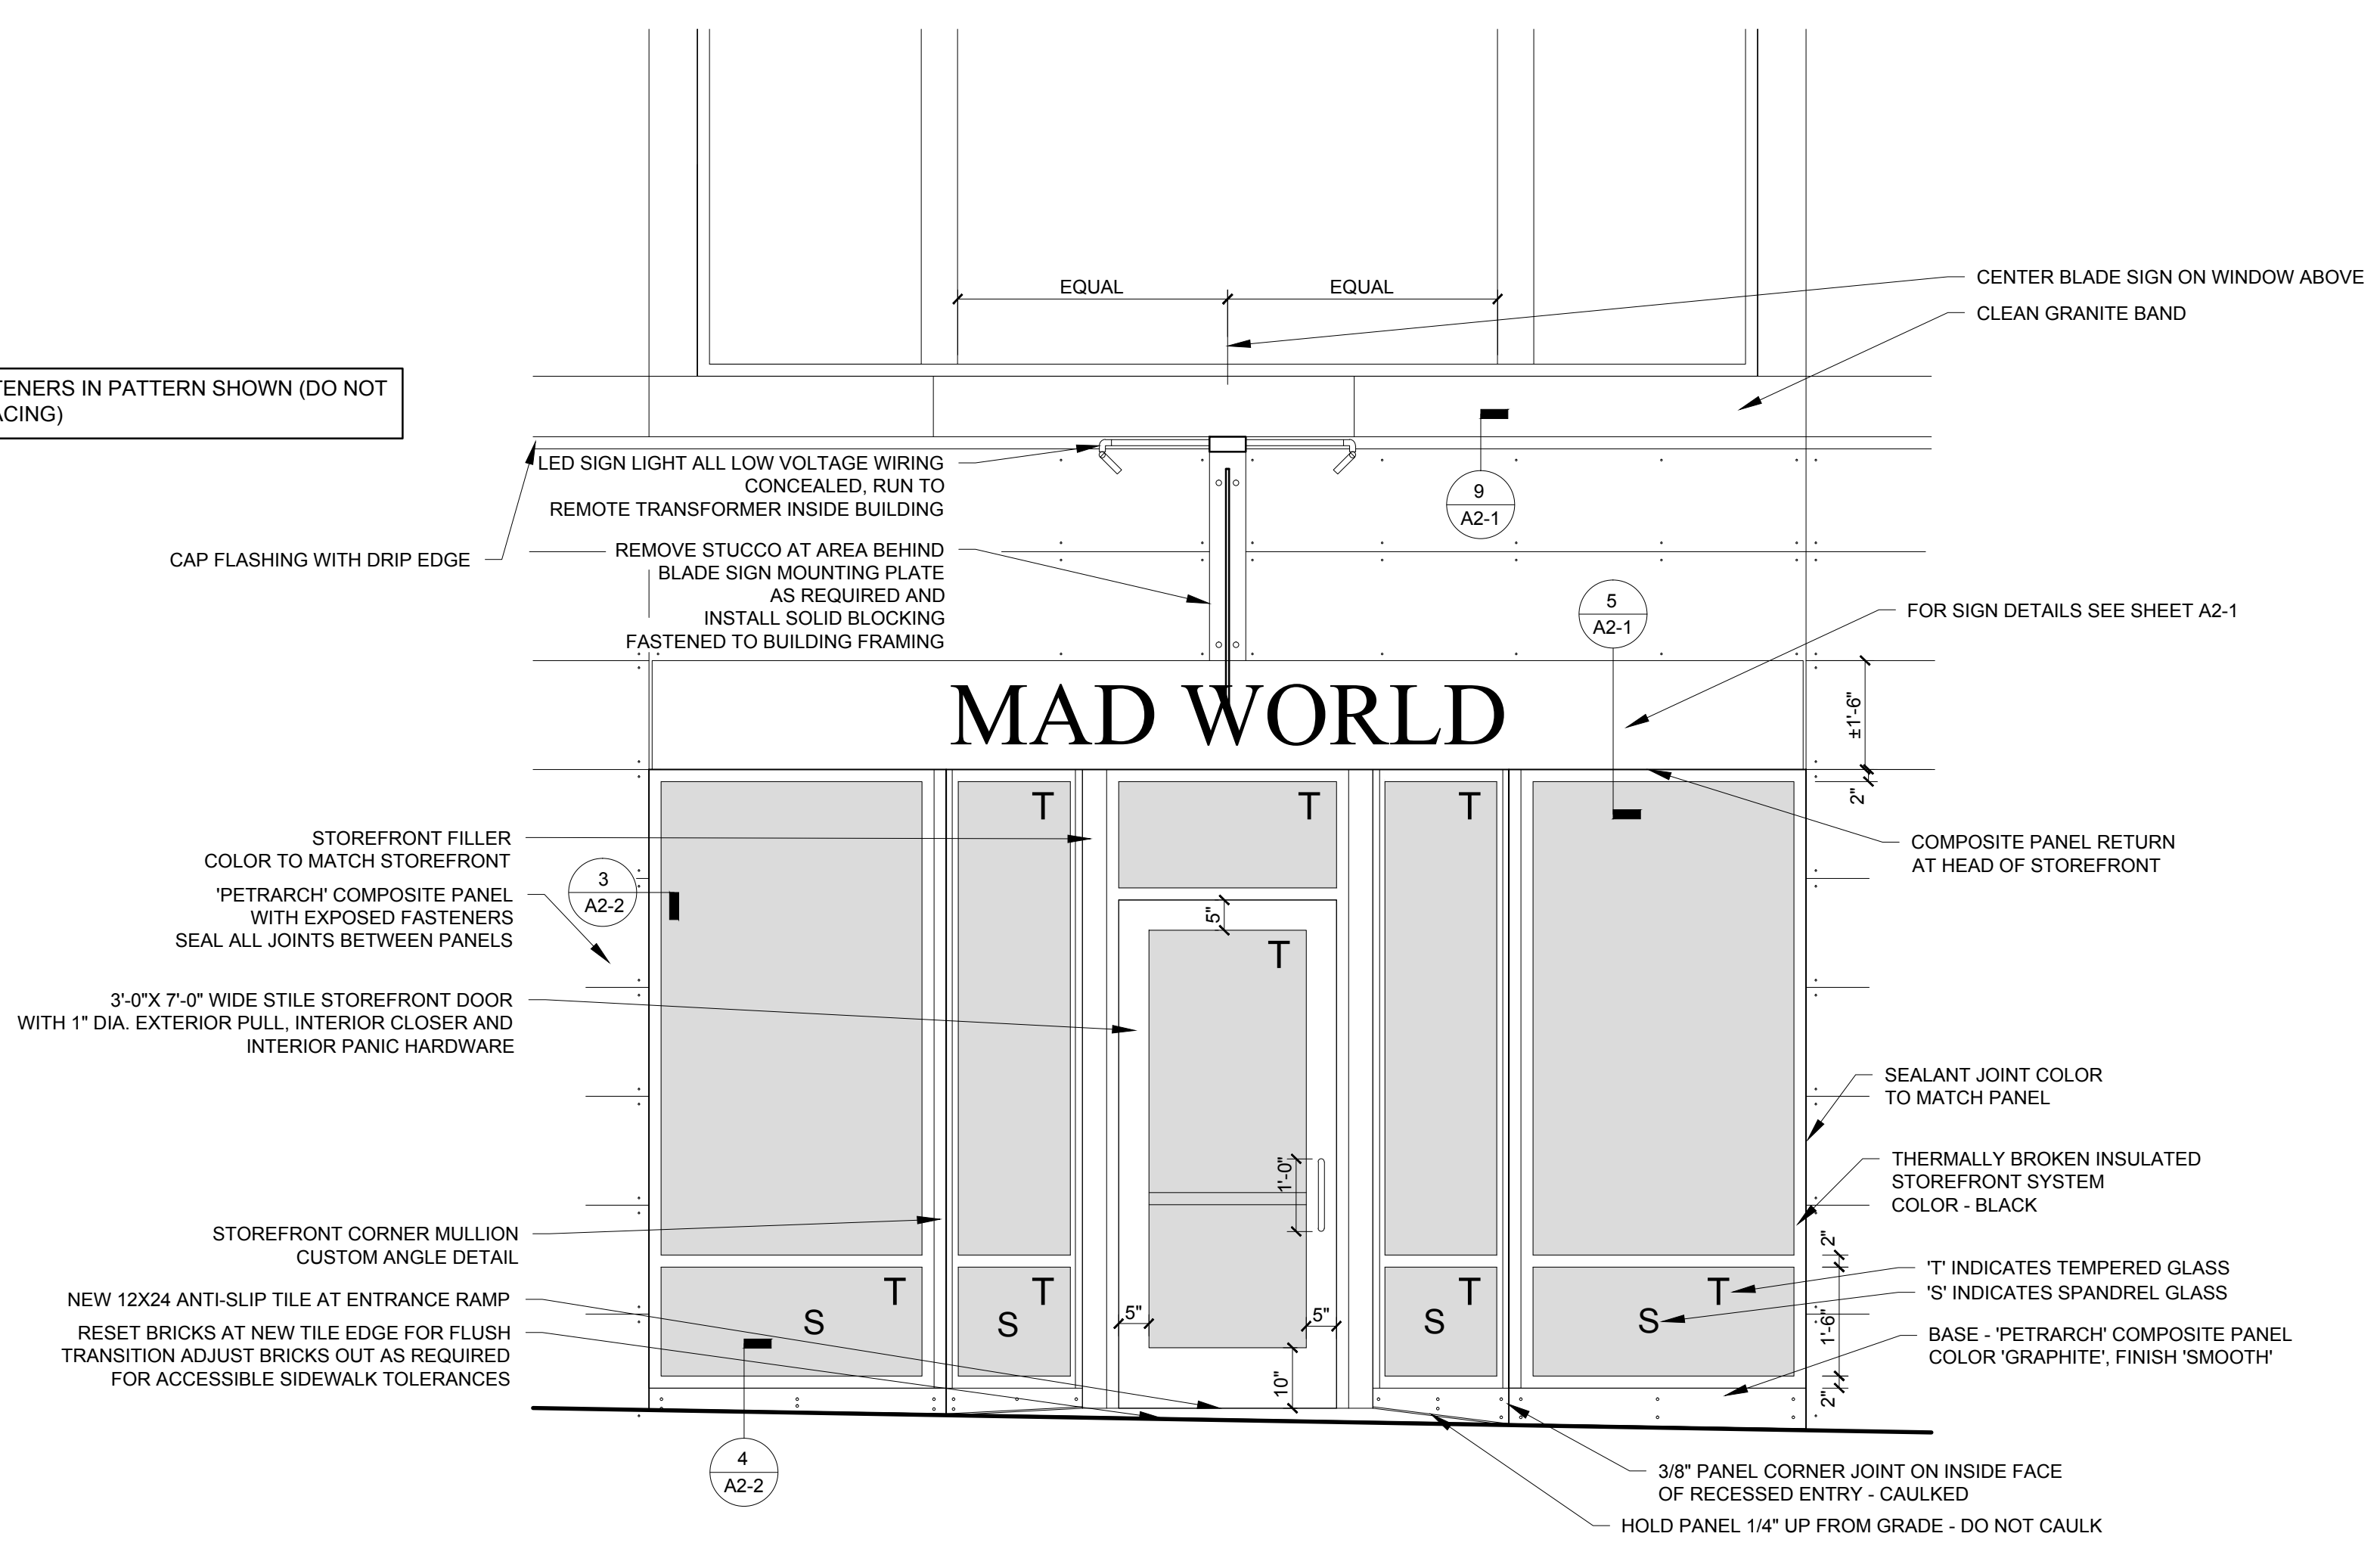 EQUAL
EQUAL
CENTER BLADE SIGN ON WINDOW ABOVE
CLEAN GRANITE BAND
IN PATTERN SHOWN (DO NOT
LED SIGN LIGHT ALL LOW VOLTAGE WIRING
CONCEALED, RUN TO
REMOTE TRANSFORMER INSIDE BUILDING
9
A2-1
CAP FLASHING WITH DRIP EDGE
REMOVE STUCCO AT AREA BEHIND
BLADE SIGN MOUNTING PLATE
AS REQUIRED AND
INSTALL SOLID BLOCKING
FASTENED TO BUILDING FRAMING
5
A2-1
FOR SIGN DETAILS SEE SHEET A2-1
MAD WORLD
±1'-6"
2"
T
T
T
STOREFRONT FILLER
COLOR TO MATCH STOREFRONT
COMPOSITE PANEL RETURN
AT HEAD OF STOREFRONT
3
A2-2
'PETRARCH' COMPOSITE PANEL
WITH EXPOSED FASTENERS
SEAL ALL JOINTS BETWEEN PANELS
5"
T
3'-0"X 7'-0" WIDE STILE STOREFRONT DOOR
WITH 1" DIA. EXTERIOR PULL, INTERIOR CLOSER AND
INTERIOR PANIC HARDWARE
SEALANT JOINT COLOR
TO MATCH PANEL
1'-0"
THERMALLY BROKEN INSULATED
STOREFRONT SYSTEM
COLOR - BLACK
STOREFRONT CORNER MULLION
CUSTOM ANGLE DETAIL
2"
'T' INDICATES TEMPERED GLASS
'S' INDICATES SPANDREL GLASS
T
T
T
T
S
S
S
S
NEW 12X24 ANTI-SLIP TILE AT ENTRANCE RAMP
RESET BRICKS AT NEW TILE EDGE FOR FLUSH
TRANSITION ADJUST BRICKS OUT AS REQUIRED
FOR ACCESSIBLE SIDEWALK TOLERANCES
5"
5"
1'-6"
BASE - 'PETRARCH' COMPOSITE PANEL
COLOR 'GRAPHITE', FINISH 'SMOOTH'
10"
2"
4
A2-2
3/8" PANEL CORNER JOINT ON INSIDE FACE
OF RECESSED ENTRY - CAULKED
HOLD PANEL 1/4" UP FROM GRADE - DO NOT CAULK